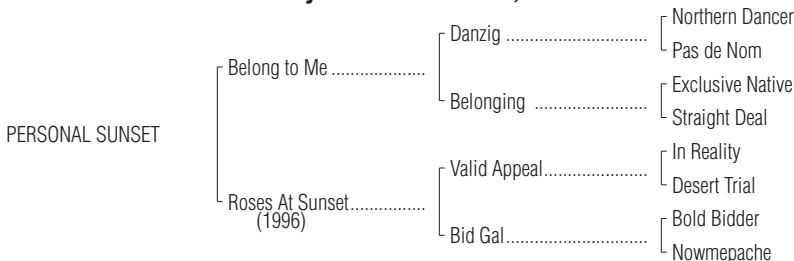 Northern Dancer
Danzig ................................
Pas de Nom
Belong to Me .....................
Exclusive Native
Belonging .........................
Straight Deal
PERSONAL SUNSET
In Reality
Valid Appeal.......................
Desert Trial
Roses At Sunset.................
(1996)
Bold Bidder
Bid Gal................................
Nowmepache